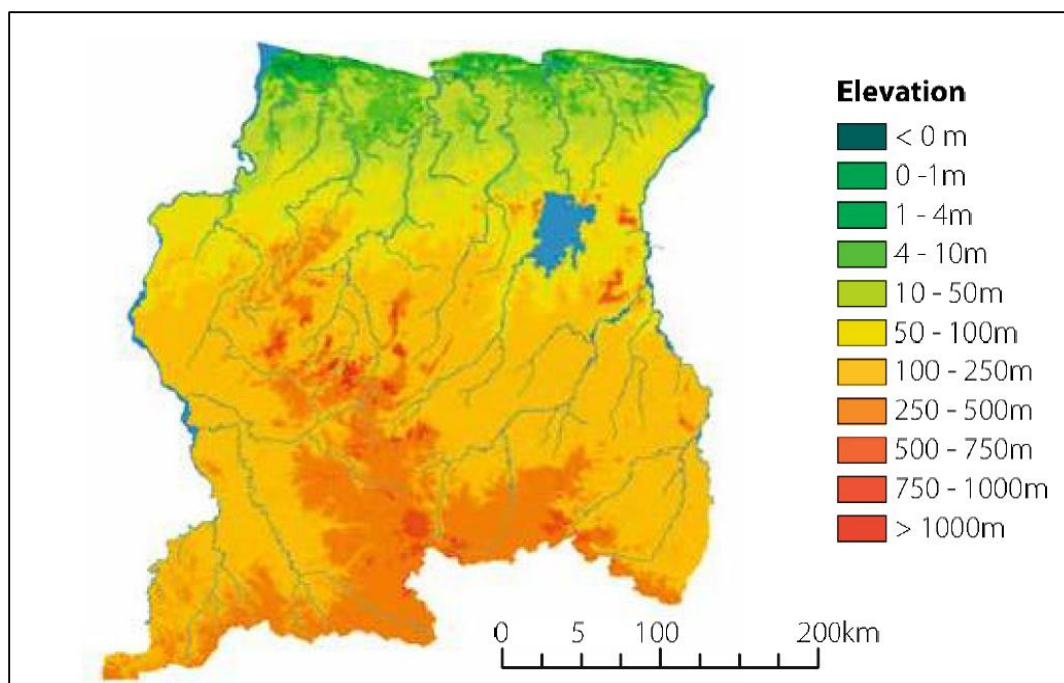 Elevation
< 0 m
0 -1m
1 - 4m
4 - 10m
10 - 50m
50 - 100m
100 - 250m
250 - 500m
500 - 750m
750 - 1000m
> 1000m
0 5 100 200km